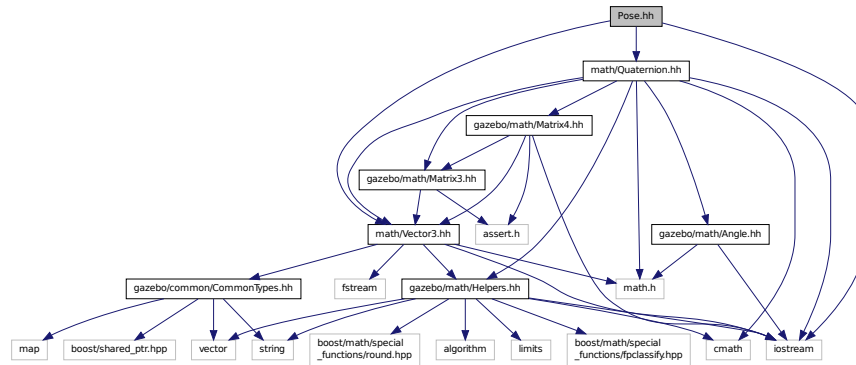 Pose.hh
math/Quaternion.hh
gazebo/math/Matrix4.hh
gazebo/math/Matrix3.hh
math/Vector3.hh
assert.h
gazebo/math/Angle.hh
gazebo/common/CommonTypes.hh
fstream
gazebo/math/Helpers.hh
math.h
map
boost/shared_ptr.hpp
vector
string
boost/math/special
_functions/round.hpp
algorithm
limits
boost/math/special
_functions/fpclassify.hpp
cmath
iostream